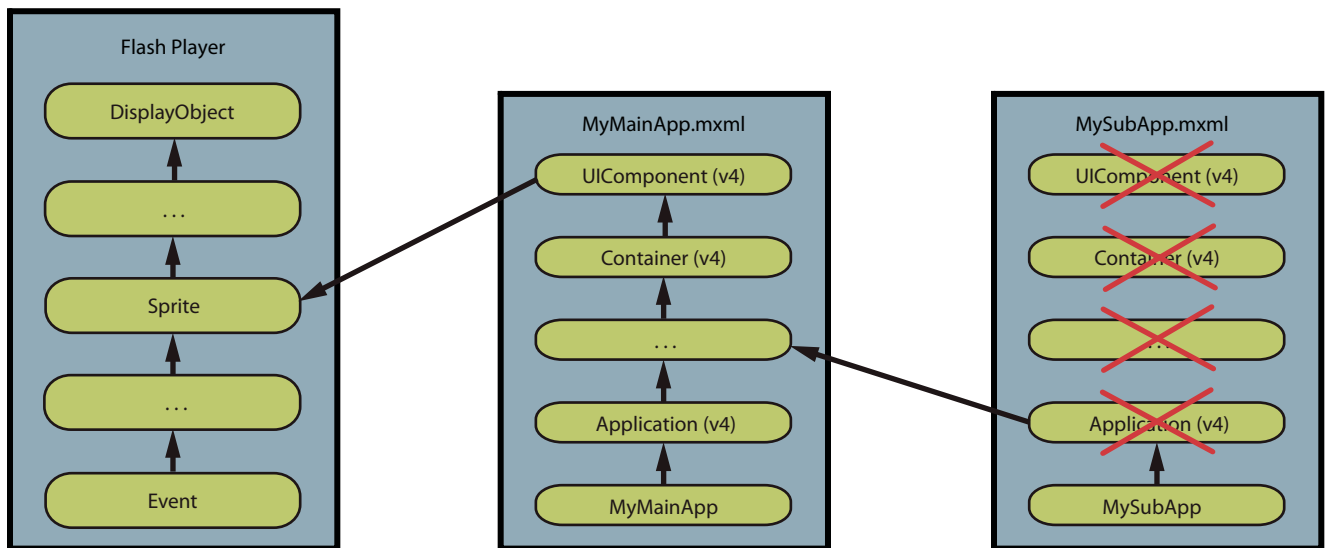 Flash Player
DisplayObject
...
Sprite
...
Event
MyMainApp.mxml
UIComponent (v4)
Container (v4)
...
Application (v4)
MyMainApp
MySubApp.mxml
UIComponent (v4)
Container (v4)
...
Application (v4)
MySubApp